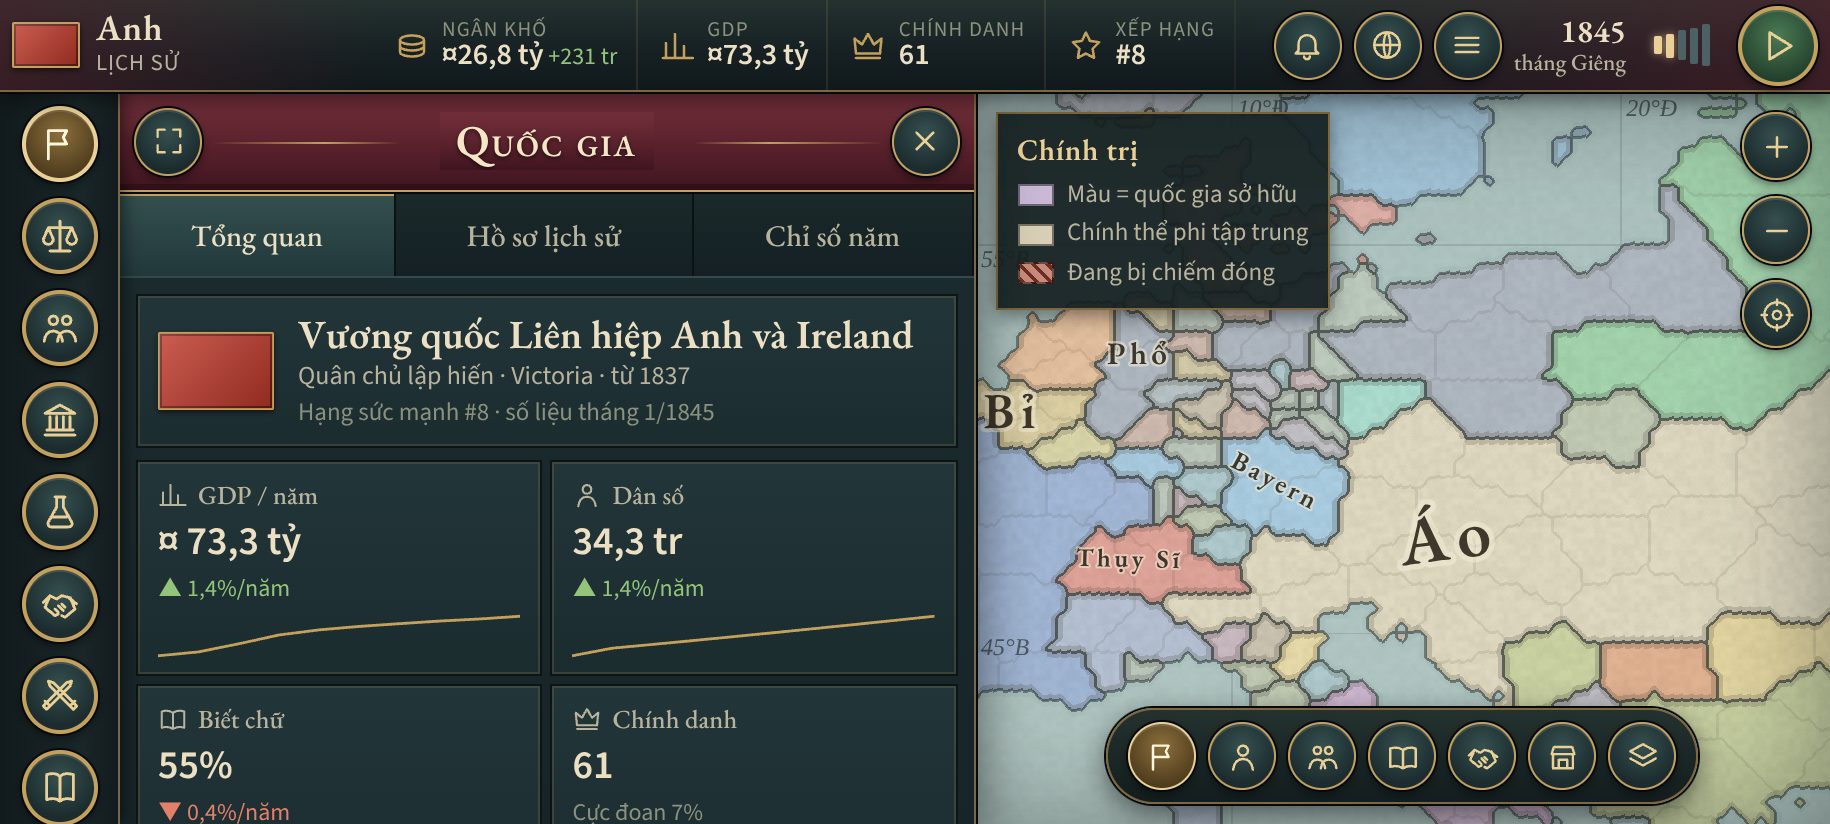 Anh
LỊCH SỬ
NGÂN KHỐ
¤26,8 tỷ +231 tr
GDP
¤73,3 tỷ
CHÍNH DANH
61
XẾP HẠNG
#8
1845
tháng Giêng
Quốc gia
Tổng quan
Hồ sơ lịch sử
Chỉ số năm
Vương quốc Liên hiệp Anh và Ireland
Quân chủ lập hiến · Victoria · từ 1837
Hạng sức mạnh #8 · số liệu tháng 1/1845
GDP / năm
¤ 73,3 tỷ
▲ 1,4%/năm
Dân số
34,3 tr
▲ 1,4%/năm
Biết chữ
55%
▼ 0,4%/năm
Chính danh
61
Cực đoan 7%
10°Đ
20°Đ
Chính trị
Màu = quốc gia sở hữu
Chính thể phi tập trung
Đang bị chiếm đóng
55°B
Phổ
Bỉ
Bayern
Áo
Thụy Sĩ
45°B